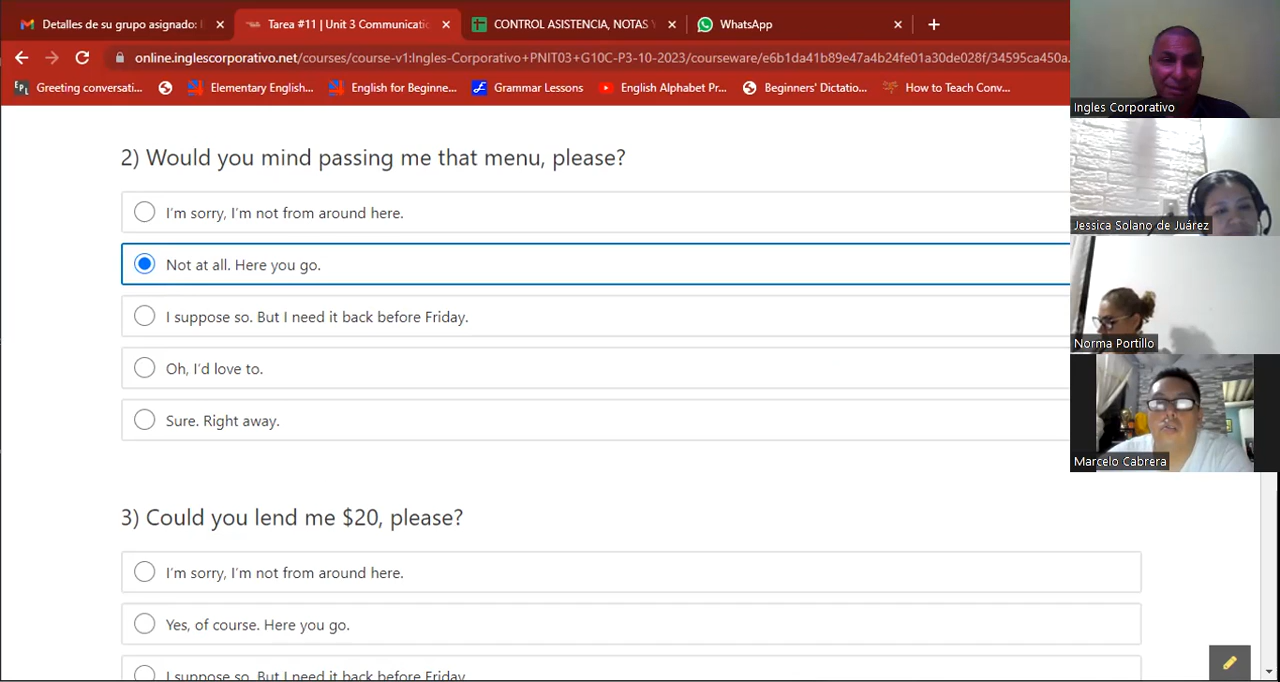 Detalles de su grupo asignado: I
Tarea #11 | Unit 3 Communicatio
CONTROL ASISTENCIA, NOTAS Y
WhatsApp
online.inglescorporativo.net/courses/course-v1:Ingles-Corporativo+PNIT03+G10C-P3-10-2023/courseware/e6b1da41b89e47a4b24fe01a30de028f/34595ca450a.
Greeting conversati...
Elementary English...
English for Beginne...
Grammar Lessons
English Alphabet Pr...
Beginners' Dictatio...
How to Teach Conv...
2) Would you mind passing me that menu, please?
I'm sorry, I'm not from around here.
Not at all. Here you go.
I suppose so. But I need it back before Friday.
Oh, I'd love to.
Sure. Right away.
3) Could you lend me $20, please?
I'm sorry, I'm not from around here.
Yes, of course. Here you go.
I suppose so. But I need it back before Friday.
Ingles Corporativo
Jessica Solano de Juárez
Norma Portillo
Marcelo Cabrera